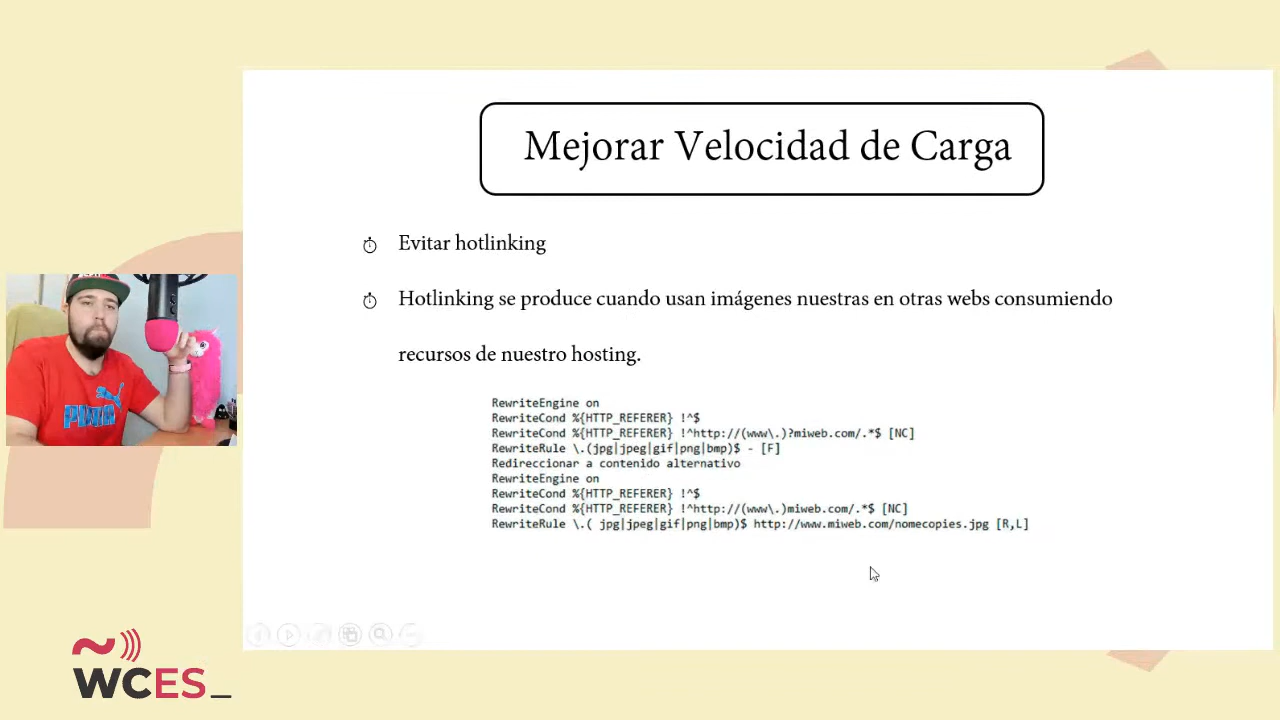 Mejorar Velocidad de Carga
Evitar hotlinking
Hotlinking se produce cuando usan imágenes nuestras en otras webs consumiendo
recursos de nuestro hosting.
RewriteEngine on
RewriteCond %{HTTP_REFERER} !^$
RewriteCond %{HTTP_REFERER} !^http://(www\.)?miweb.com/.*$ [NC]
RewriteRule \.(jpg|jpeg|gif|png|bmp)$ - [F]
Redireccionar a contenido alternativo
RewriteEngine on
RewriteCond %{HTTP_REFERER} !^$
RewriteCond %{HTTP_REFERER} !^http://(www\.)miweb.com/.*$ [NC]
RewriteRule \.( jpg|jpeg|gif|png|bmp)$ http://www.miweb.com/nomecopies.jpg [R,L]
PUMA
WCES_